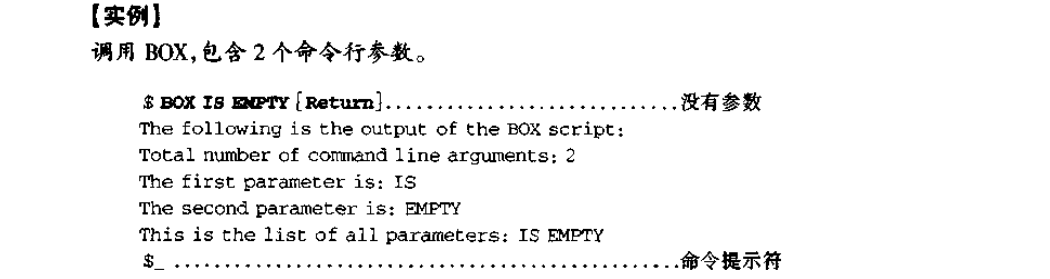 【实例】
调用 BOX,包含 2 个命令行参数。
$ BOX IS EMPTY [Return].............................没有参数
The following is the output of the BOX script:
Total number of command line arguments: 2
The first parameter is: IS
The second parameter is: EMPTY
This is the list of all parameters: IS EMPTY
$_ ..................................................命令提示符